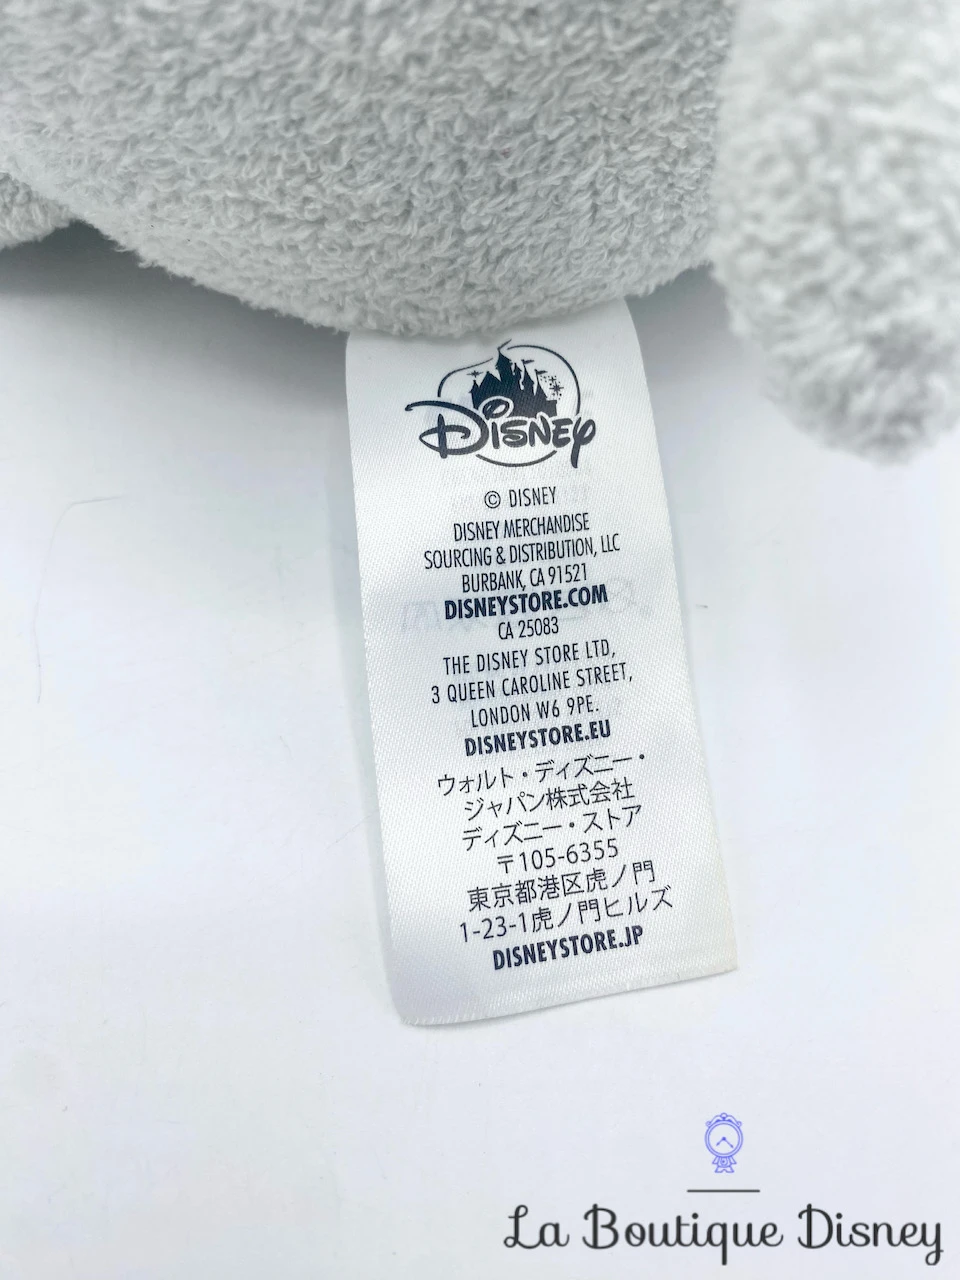 Disney
© DISNEY
DISNEY MERCHANDISE
SOURCING & DISTRIBUTION, LLC
BURBANK, CA 91521
DISNEYSTORE.COM
CA 25083
THE DISNEY STORE LTD,
3 QUEEN CAROLINE STREET,
LONDON W6 9PE.
DISNEYSTORE.EU
ウォルト・ディズニー・
ジャパン株式会社
ディズニー・ストア
〒105-6355
東京都港区虎ノ門
1-23-1虎ノ門ヒルズ
DISNEYSTORE.JP
La Boutique Disney